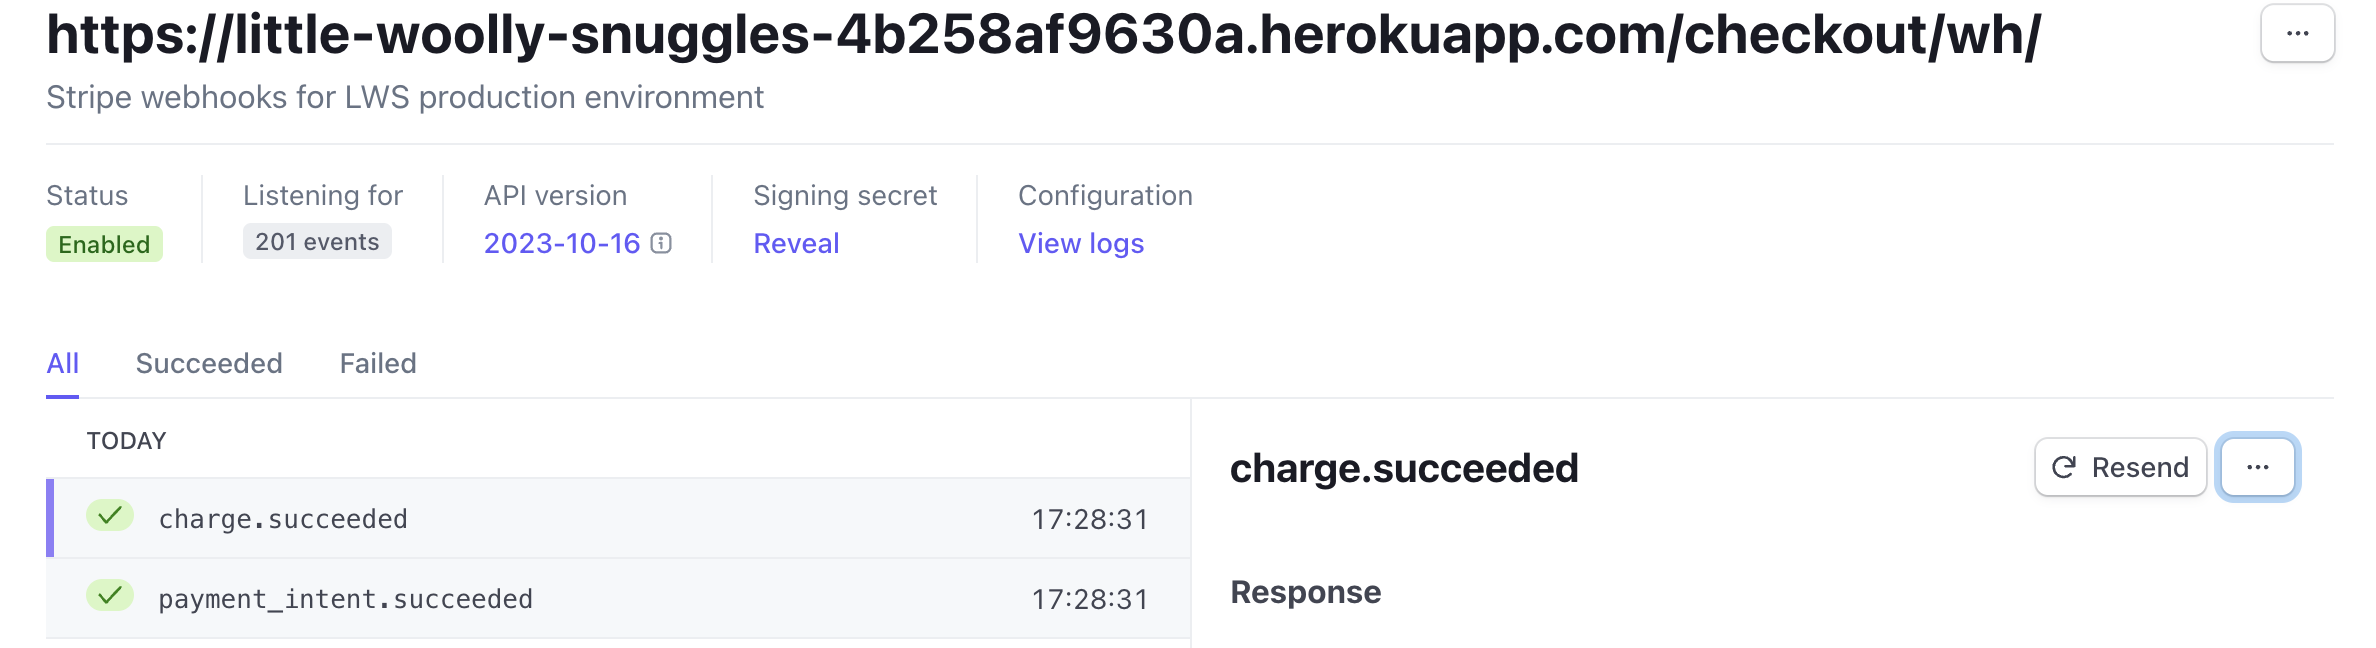 https://little-woolly-snuggles-4b258af9630a.herokuapp.com/checkout/wh/
...
Stripe webhooks for LWS production environment
Status
Enabled
Listening for
201 events
API version
2023-10-16
Signing secret
Reveal
Configuration
View logs
All Succeeded Failed
TODAY
charge.succeeded 17:28:31
payment_intent.succeeded 17:28:31
charge.succeeded
Resend
...
Response